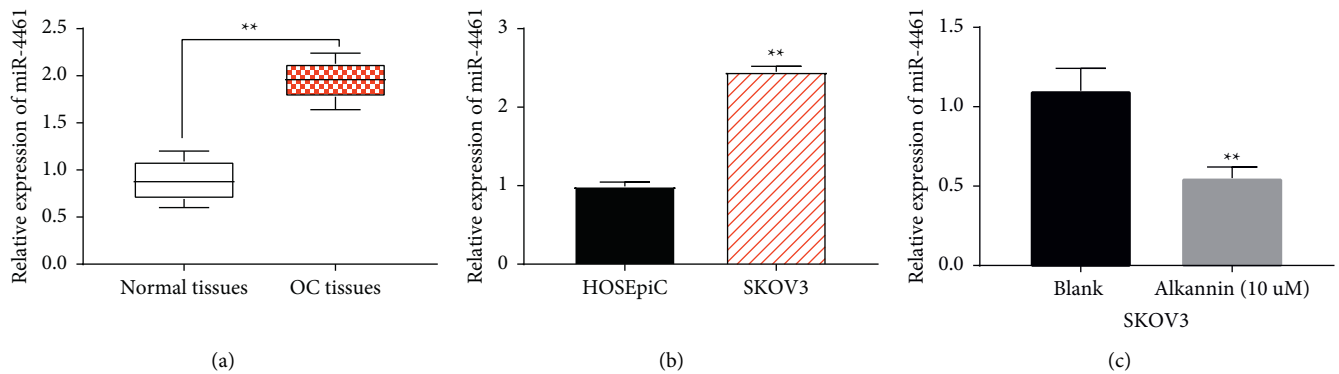 Relative expression of miR-4461
2.5
2.0
1.5
1.0
0.5
0.0
**
Normal tissues
OC tissues
(a)
Relative expression of miR-4461
3
2
1
0
**
HOSEpiC
SKOV3
(b)
Relative expression of miR-4461
1.5
1.0
0.5
0.0
**
Blank
Alkannin (10 uM)
SKOV3
(c)